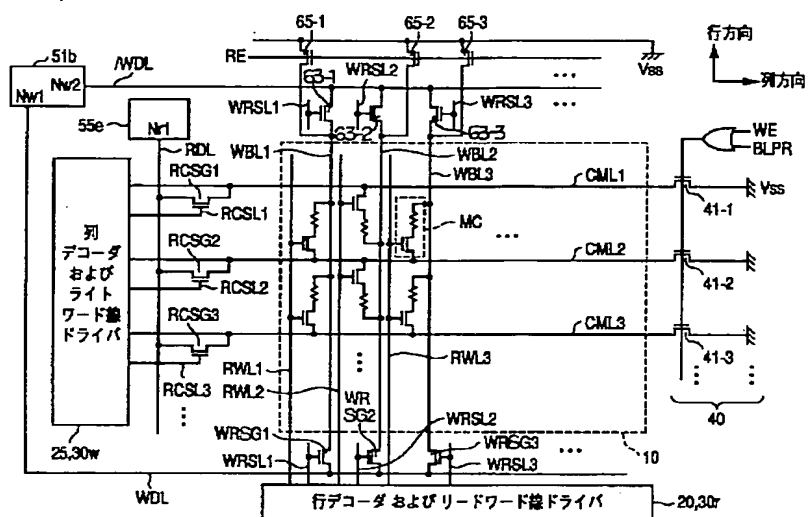 65-1
65-2
65-3
51b
/WDL
RE
WRSL2
Vss
行方向
列方向
Nw1
Nw2
63-1
WRSL1
WRSL3
55e
Nr1
63-2
63-3
RDL
WBL1
WBL2
WBL3
WE
BLPR
RCSG1
CML1
Vss
RCSL1
MC
41-1
列
デコーダ
および
ライト
ワード線
ドライバ
RCSG2
CML2
RCSL2
41-2
RCSG3
CML3
RCSL3
41-3
RWL1
RWL2
RWL3
WR
SG2
WRSL2
40
WRSG1
WRSG3
10
WRSL1
WRSL3
25,30w
WDL
行デコーダ および リードワード線ドライバ
20,30r